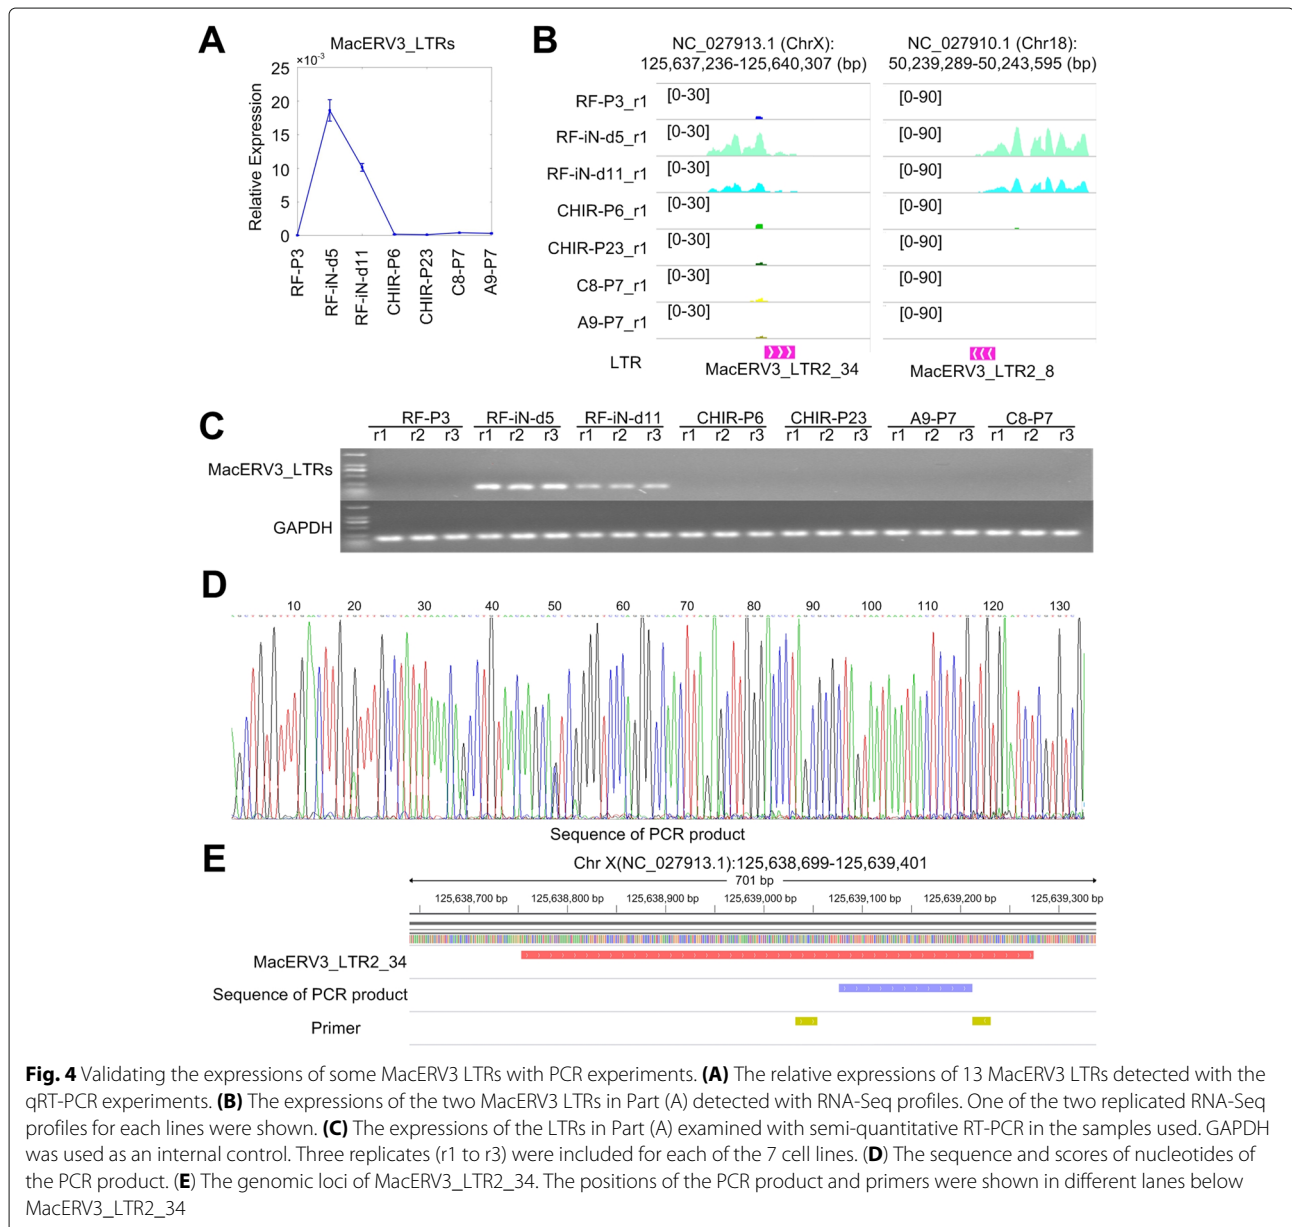 A
MacERV3_LTRs
×10⁻³
25
20
15
10
5
0
Relative Expression
RF-P3
RF-iN-d5
RF-iN-d11
CHIR-P6
CHIR-P23
C8-P7
A9-P7
B
NC_027913.1 (ChrX):
125,637,236-125,640,307 (bp)
NC_027910.1 (Chr18):
50,239,289-50,243,595 (bp)
RF-P3_r1 [0-30] [0-90]
RF-iN-d5_r1 [0-30] [0-90]
RF-iN-d11_r1 [0-30] [0-90]
CHIR-P6_r1 [0-30] [0-90]
CHIR-P23_r1 [0-30] [0-90]
C8-P7_r1 [0-30] [0-90]
A9-P7_r1 [0-30] [0-90]
LTR
MacERV3_LTR2_34 MacERV3_LTR2_8
C
RF-P3 RF-iN-d5 RF-iN-d11 CHIR-P6 CHIR-P23 A9-P7 C8-P7
r1 r2 r3 r1 r2 r3 r1 r2 r3 r1 r2 r3 r1 r2 r3 r1 r2 r3 r1 r2 r3
MacERV3_LTRs
GAPDH
D
10 20 30 40 50 60 70 80 90 100 110 120 130
Sequence of PCR product
E
Chr X(NC_027913.1):125,638,699-125,639,401
701 bp
125,638,700 bp 125,638,800 bp 125,638,900 bp 125,639,000 bp 125,639,100 bp 125,639,200 bp 125,639,300 bp
MacERV3_LTR2_34
Sequence of PCR product
Primer
Fig. 4 Validating the expressions of some MacERV3 LTRs with PCR experiments. (A) The relative expressions of 13 MacERV3 LTRs detected with the
qRT-PCR experiments. (B) The expressions of the two MacERV3 LTRs in Part (A) detected with RNA-Seq profiles. One of the two replicated RNA-Seq
profiles for each lines were shown. (C) The expressions of the LTRs in Part (A) examined with semi-quantitative RT-PCR in the samples used. GAPDH
was used as an internal control. Three replicates (r1 to r3) were included for each of the 7 cell lines. (D) The sequence and scores of nucleotides of
the PCR product. (E) The genomic loci of MacERV3_LTR2_34. The positions of the PCR product and primers were shown in different lanes below
MacERV3_LTR2_34